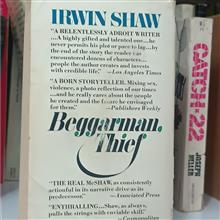 IRWIN SHAW
"A RELENTLESSLY ADROIT WRITER
–A highly gifted and talented one...he
never permits his plot or pace to lag...by
the end of the story the reader has
encountered dozens of characters...
people the author creates and invests
with credible life." —Los Angeles Times
"A BORN STORYTELLER. Mixing sex,
violence, a photo reflection of our times
—and he really cares about the people
he created and the future he envisaged
for them." —Publishers Weekly
Beggarman,
Thief
"THE REAL McSHAW, as consistently
actionful in its narrative drive as its
predecessor." —Associated Press
"ENTHRALLING...Shaw, as always,
pulls the strings with enviable skill."
—Cosmopolitan
CATCH-22
JOSEPH
HELLER